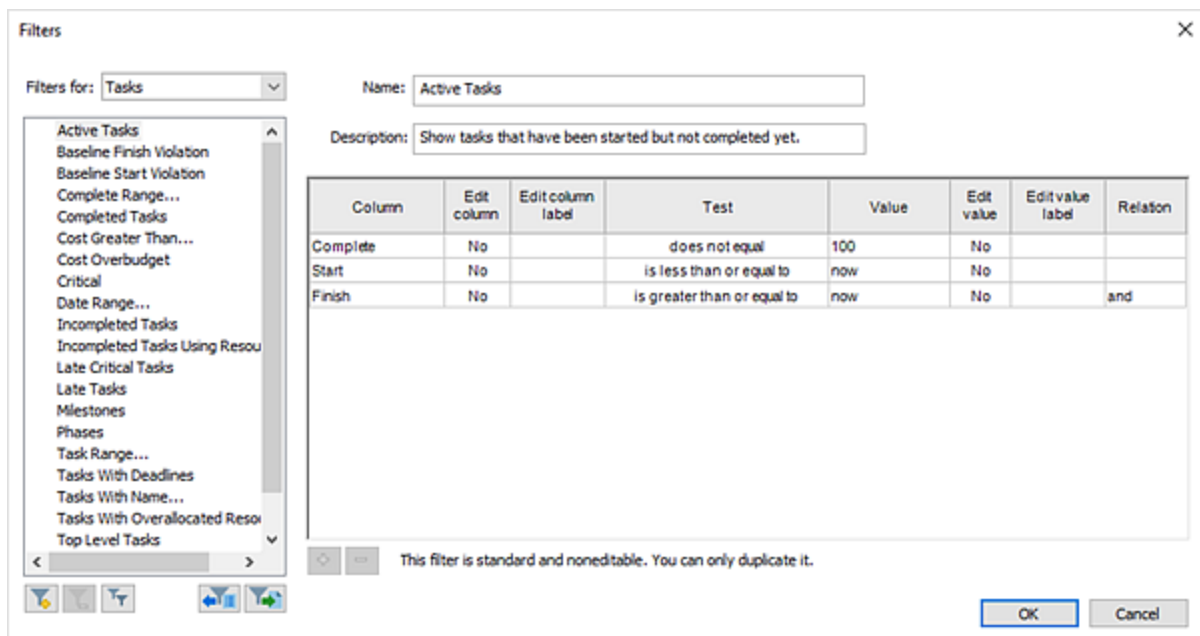 Filters
Filters for: Tasks
Name: Active Tasks
Description: Show tasks that have been started but not completed yet.
Active Tasks
Baseline Finish Violation
Baseline Start Violation
Complete Range...
Completed Tasks
Cost Greater Than...
Cost Overbudget
Critical
Date Range...
Incompleted Tasks
Incompleted Tasks Using Resou
Late Critical Tasks
Late Tasks
Milestones
Phases
Task Range...
Tasks With Deadlines
Tasks With Name...
Tasks With Overallocated Reso
Top Level Tasks
Column Edit column Edit column label Test Value Edit value Edit value label Relation
Complete No does not equal 100 No
Start No is less than or equal to now No
Finish No is greater than or equal to now No and
This filter is standard and noneditable. You can only duplicate it.
OK Cancel